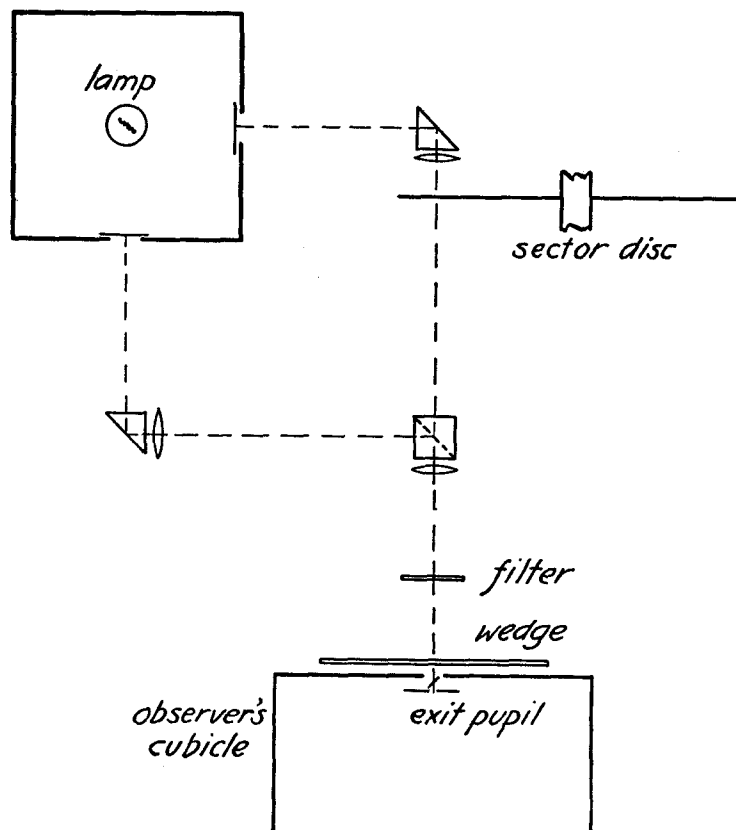 lamp
sector disc
filter
wedge
observer's
cubicle
exit pupil